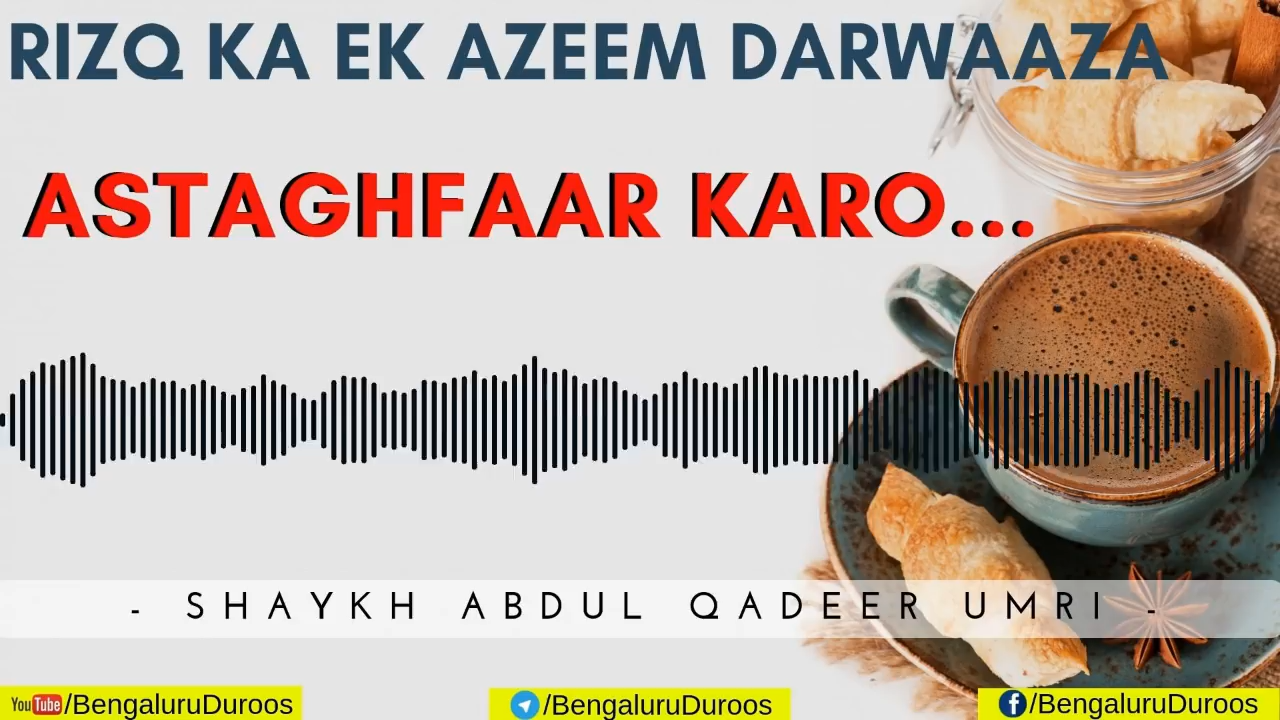 RIZQ KA EK AZEEM DARWAAZA
ASTAGHFAAR KARO...
- SHAYKH ABDUL QADEER UMRI -
YouTube/BengaluruDuroos
/BengaluruDuroos
f/BengaluruDuroos